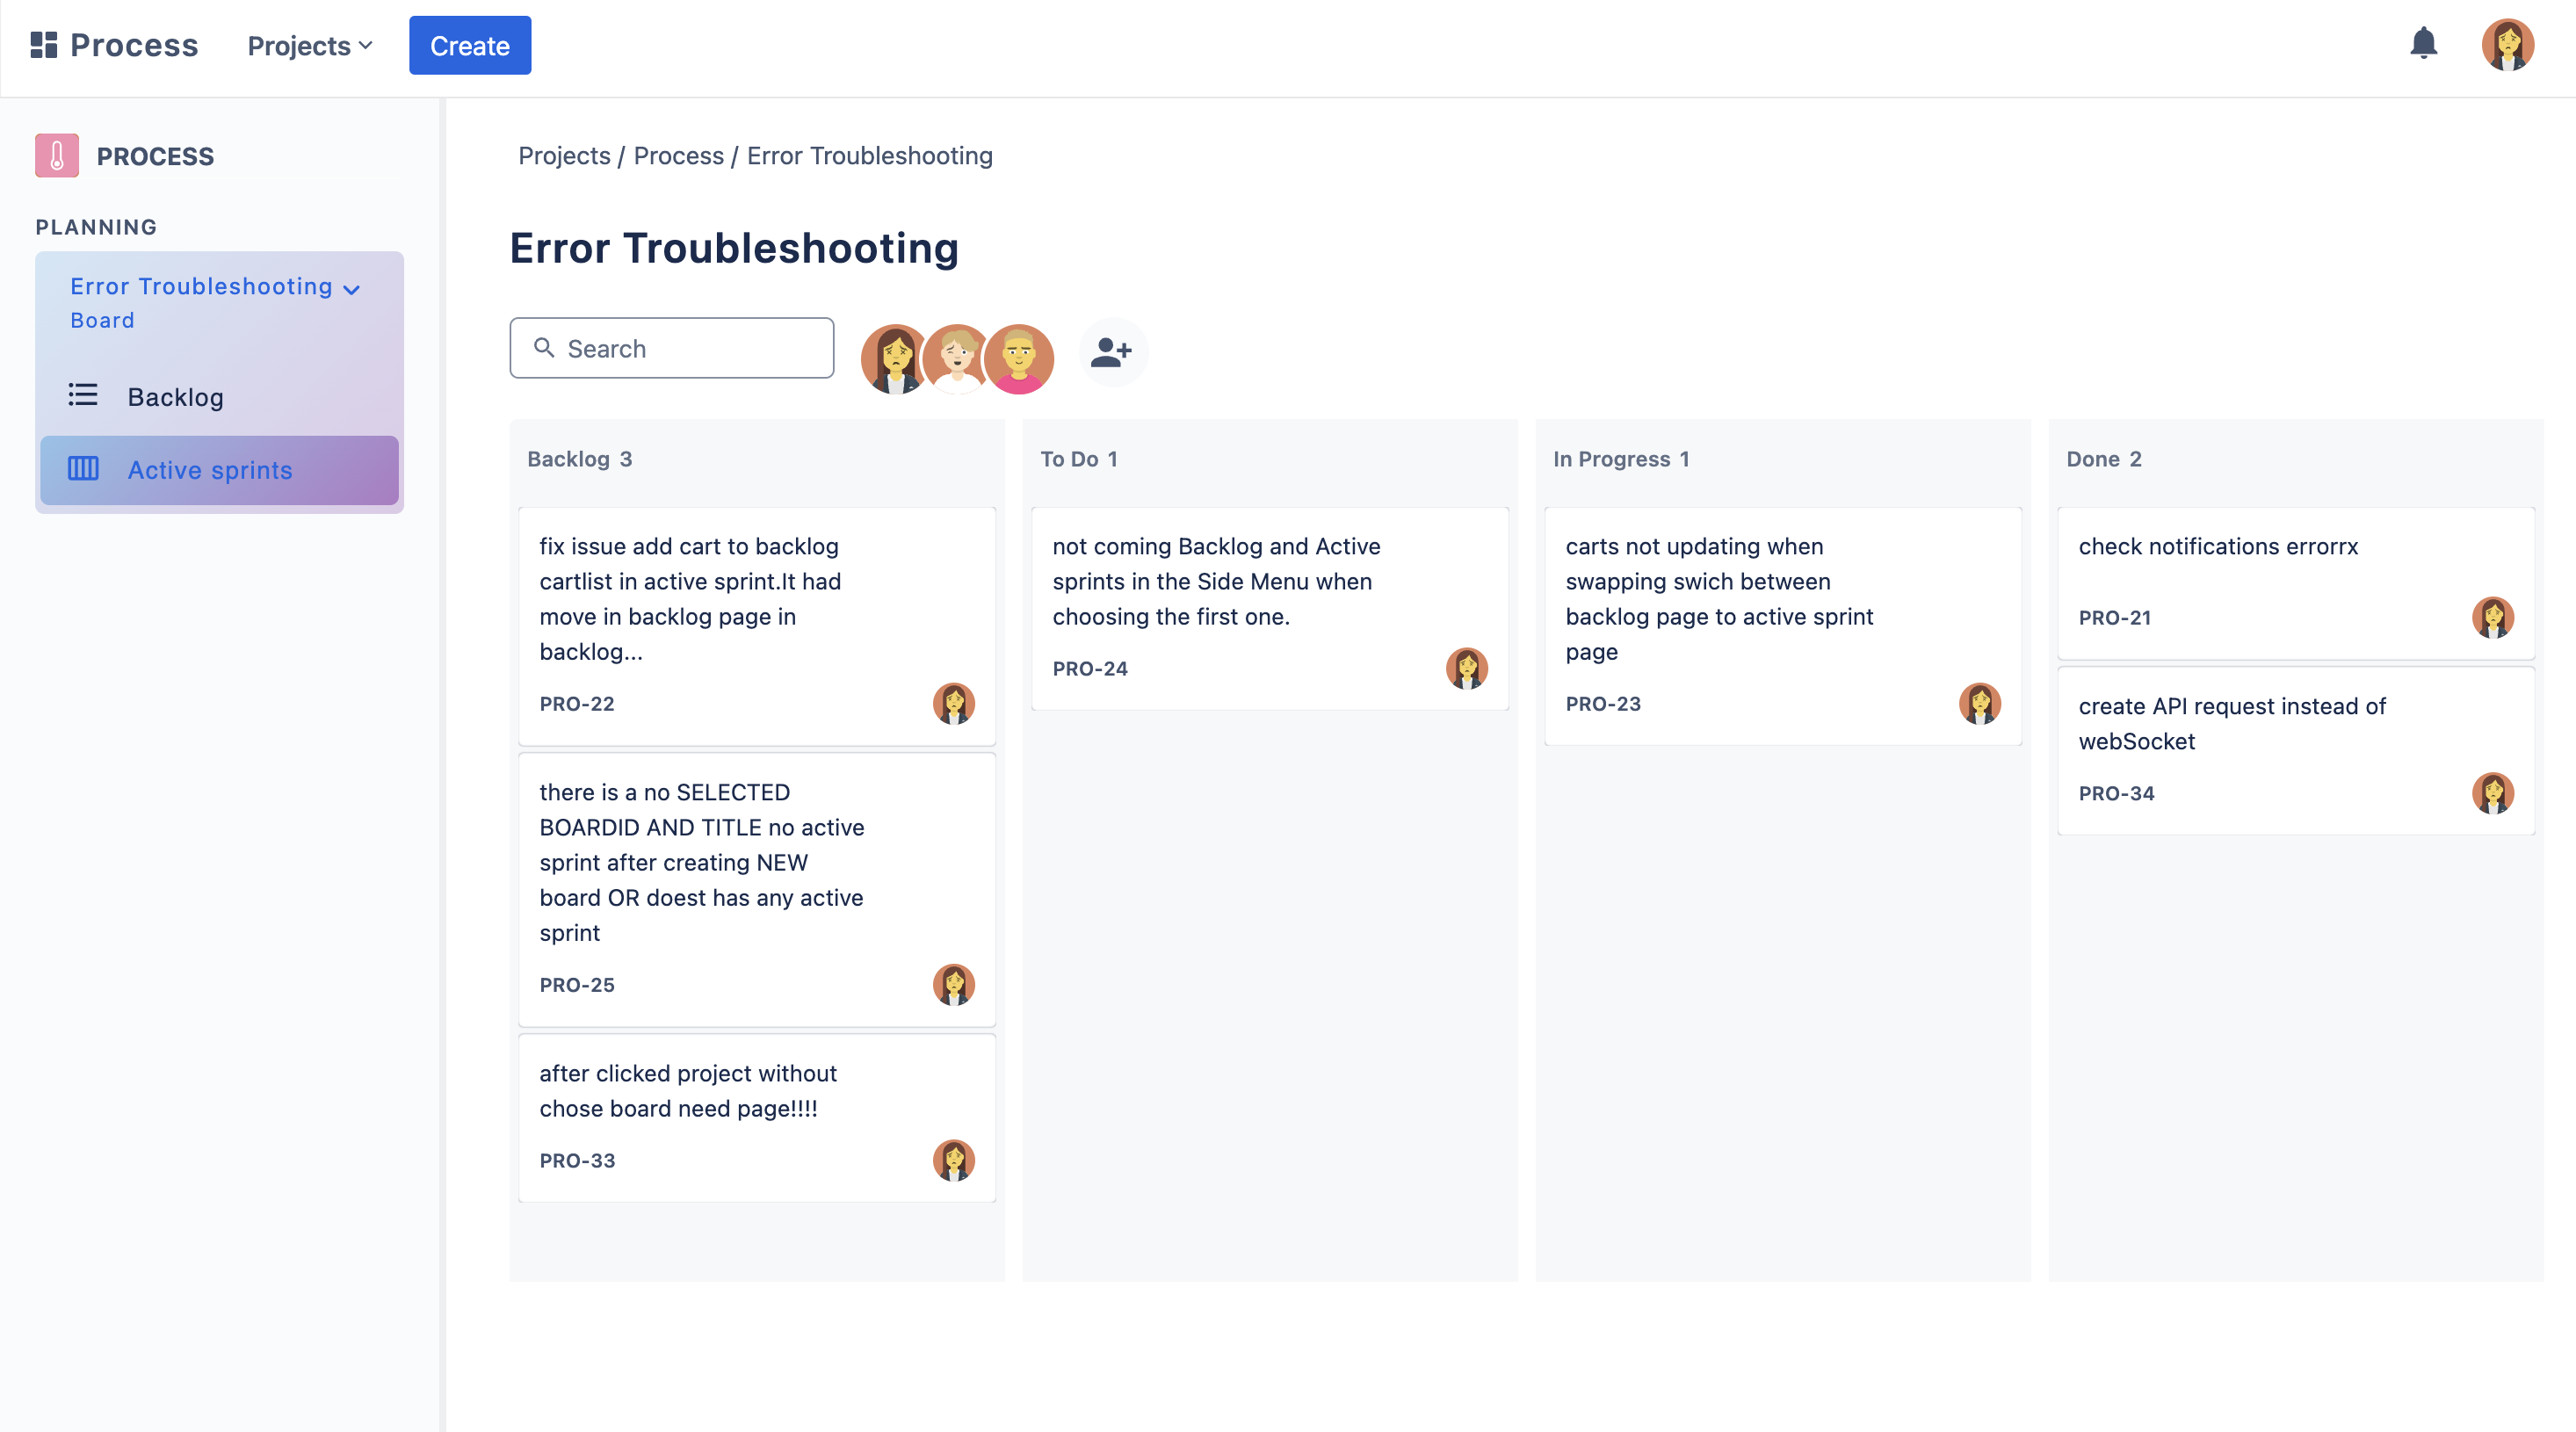 Process
Projects
Create
PROCESS
PLANNING
Error Troubleshooting
Board
Backlog
Active sprints
Projects / Process / Error Troubleshooting
Error Troubleshooting
Search
Backlog 3
fix issue add cart to backlog
cartlist in active sprint.It had
move in backlog page in
backlog...
PRO-22
there is a no SELECTED
BOARDID AND TITLE no active
sprint after creating NEW
board OR doest has any active
sprint
PRO-25
after clicked project without
chose board need page!!!!
PRO-33
To Do 1
not coming Backlog and Active
sprints in the Side Menu when
choosing the first one.
PRO-24
In Progress 1
carts not updating when
swapping swich between
backlog page to active sprint
page
PRO-23
Done 2
check notifications errorrx
PRO-21
create API request instead of
webSocket
PRO-34